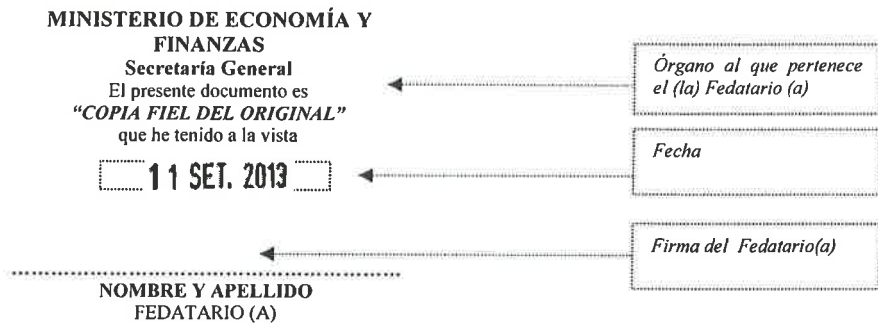 MINISTERIO DE ECONOMÍA Y
FINANZAS
Secretaría General
El presente documento es
“COPIA FIEL DEL ORIGINAL”
que he tenido a la vista
Órgano al que pertenece
el (la) Fedatario (a)
11 SET. 2013
Fecha
Firma del Fedatario(a)
NOMBRE Y APELLIDO
FEDATARIO (A)